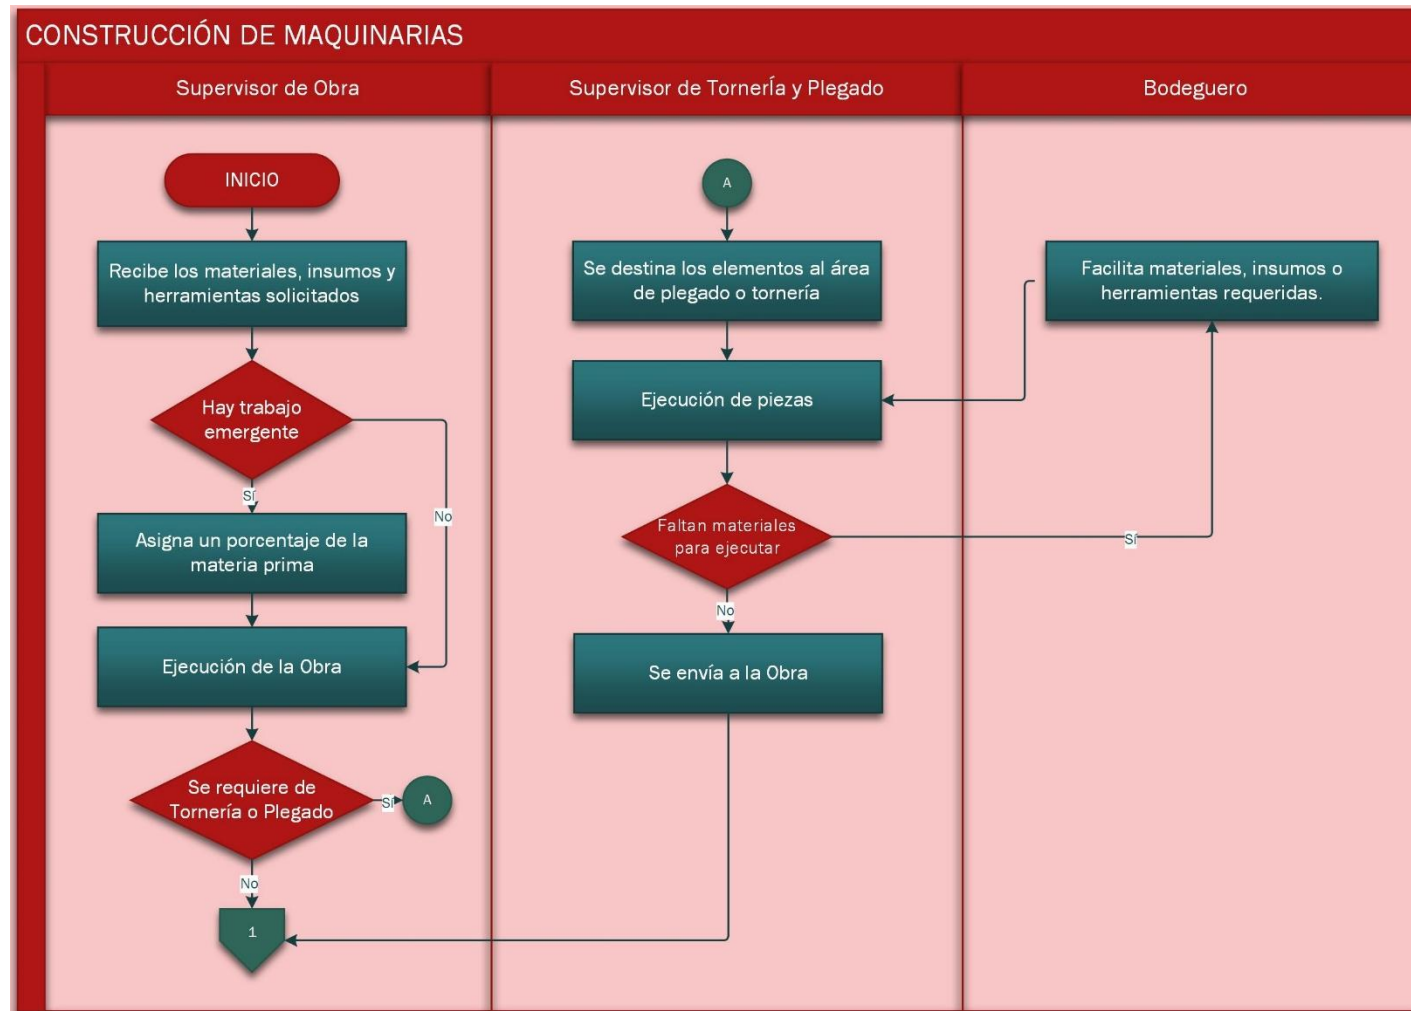 CONSTRUCCIÓN DE MAQUINARIAS
Supervisor de Obra
Supervisor de TornerÍa y Plegado
Bodeguero
INICIO
Recibe los materiales, insumos y
herramientas solicitados
Hay trabajo
emergente
Sí
No
Asigna un porcentaje de la
materia prima
Ejecución de la Obra
Se requiere de
Tornería o Plegado
Sí
A
No
1
A
Se destina los elementos al área
de plegado o tornería
Ejecución de piezas
Faltan materiales
para ejecutar
Sí
No
Se envía a la Obra
Facilita materiales, insumos o
herramientas requeridas.